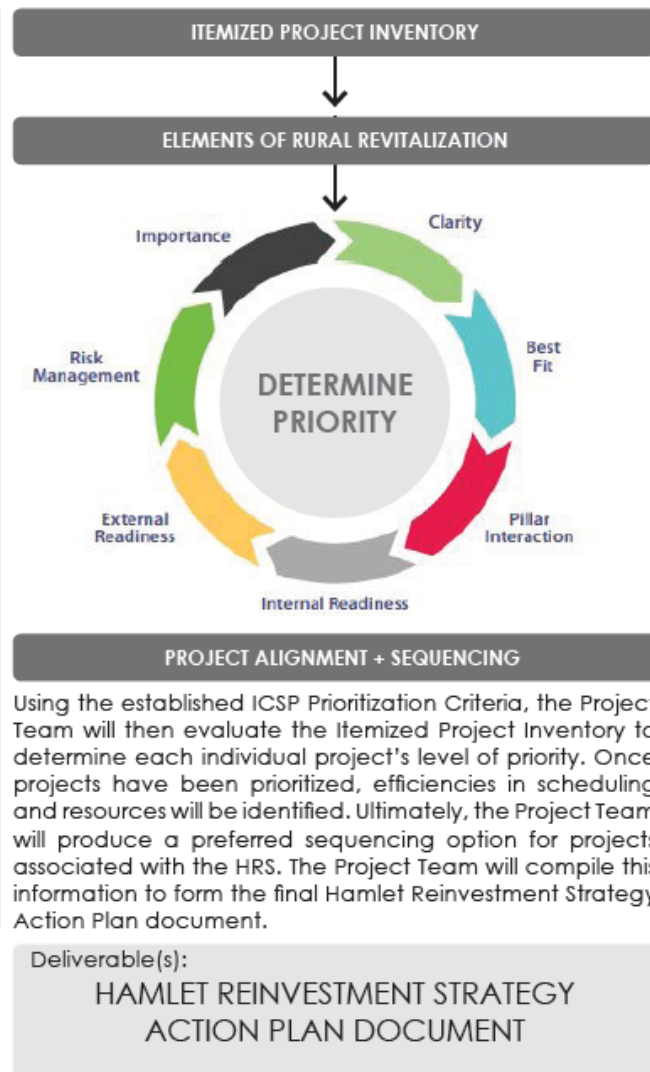 ITEMIZED PROJECT INVENTORY
ELEMENTS OF RURAL REVITALIZATION
Clarity
Importance
Best
Fit
Risk
Management
DETERMINE
PRIORITY
External
Readiness
Pillar
Interaction
Internal Readiness
PROJECT ALIGNMENT + SEQUENCING
Using the established ICSP Prioritization Criteria, the Project
Team will then evaluate the Itemized Project Inventory to
determine each individual project's level of priority. Once
projects have been prioritized, efficiencies in scheduling
and resources will be identified. Ultimately, the Project Team
will produce a preferred sequencing option for projects
associated with the HRS. The Project Team will compile this
information to form the final Hamlet Reinvestment Strategy
Action Plan document.
Deliverable(s):
HAMLET REINVESTMENT STRATEGY
ACTION PLAN DOCUMENT